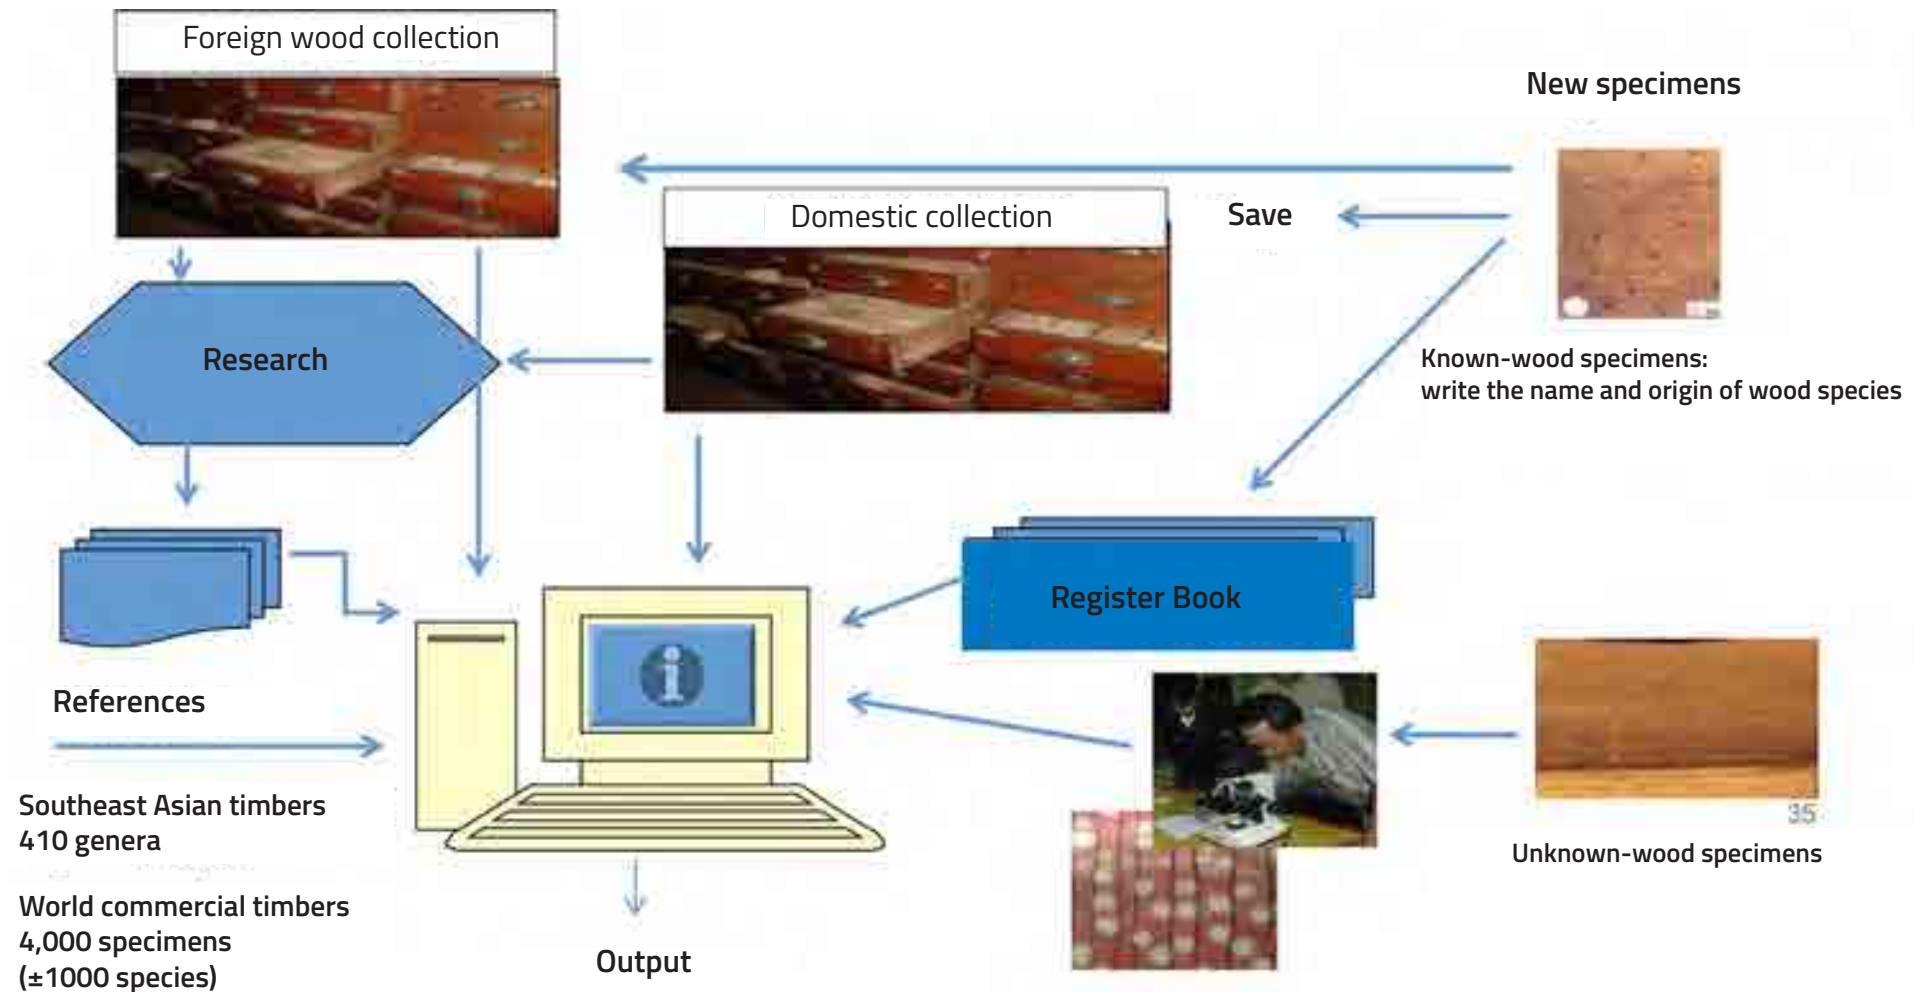 Foreign wood collection
New specimens
Domestic collection
Save
Research
Known-wood specimens:
write the name and origin of wood species
Register Book
References
Southeast Asian timbers
410 genera
World commercial timbers
4,000 specimens
(±1000 species)
Output
35
Unknown-wood specimens